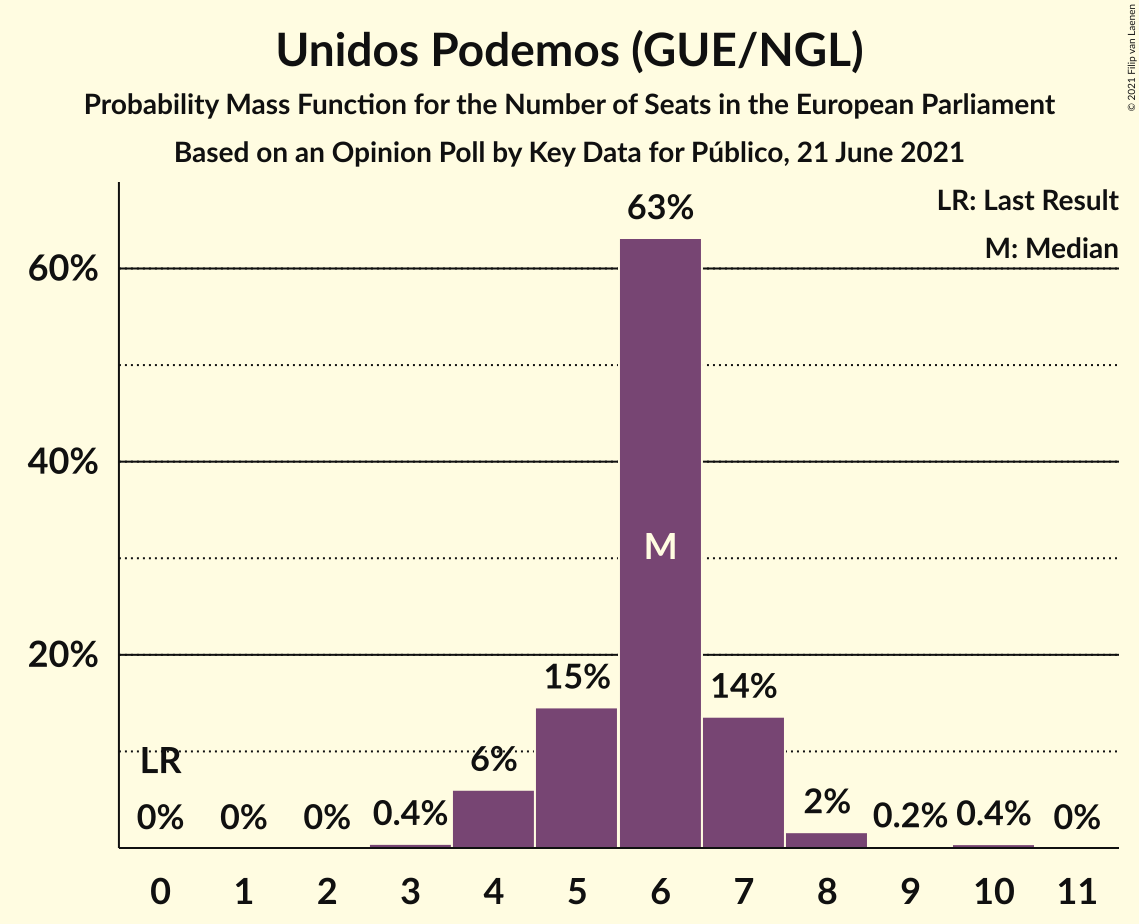 Unidos Podemos (GUE/NGL)
Probability Mass Function for the Number of Seats in the European Parliament
Based on an Opinion Poll by Key Data for Público, 21 June 2021
© 2021 Filip van Laenen
LR: Last Result
M: Median
60%
40%
20%
63%
M
15%
14%
LR
6%
0%
0%
0%
0.4%
2%
0.2%
0.4%
0%
0 1 2 3 4 5 6 7 8 9 10 11